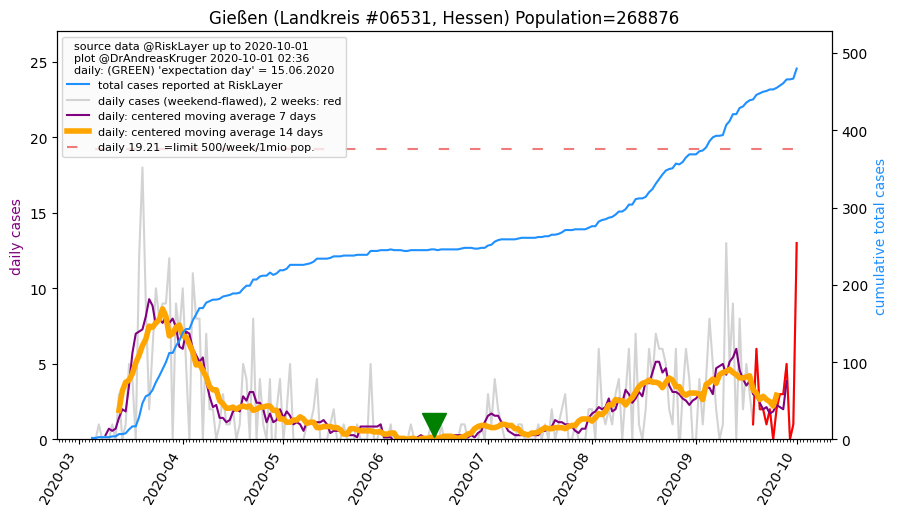 Gießen (Landkreis #06531, Hessen) Population=268876
source data @RiskLayer up to 2020-10-01
plot @DrAndreasKruger 2020-10-01 02:36
daily: (GREEN) 'expectation day' = 15.06.2020
total cases reported at RiskLayer
daily cases (weekend-flawed), 2 weeks: red
daily: centered moving average 7 days
daily: centered moving average 14 days
daily 19.21 =limit 500/week/1mio pop.
daily cases
25
20
15
10
5
0
cumulative total cases
500
400
300
200
100
0
2020-03
2020-04
2020-05
2020-06
2020-07
2020-08
2020-09
2020-10